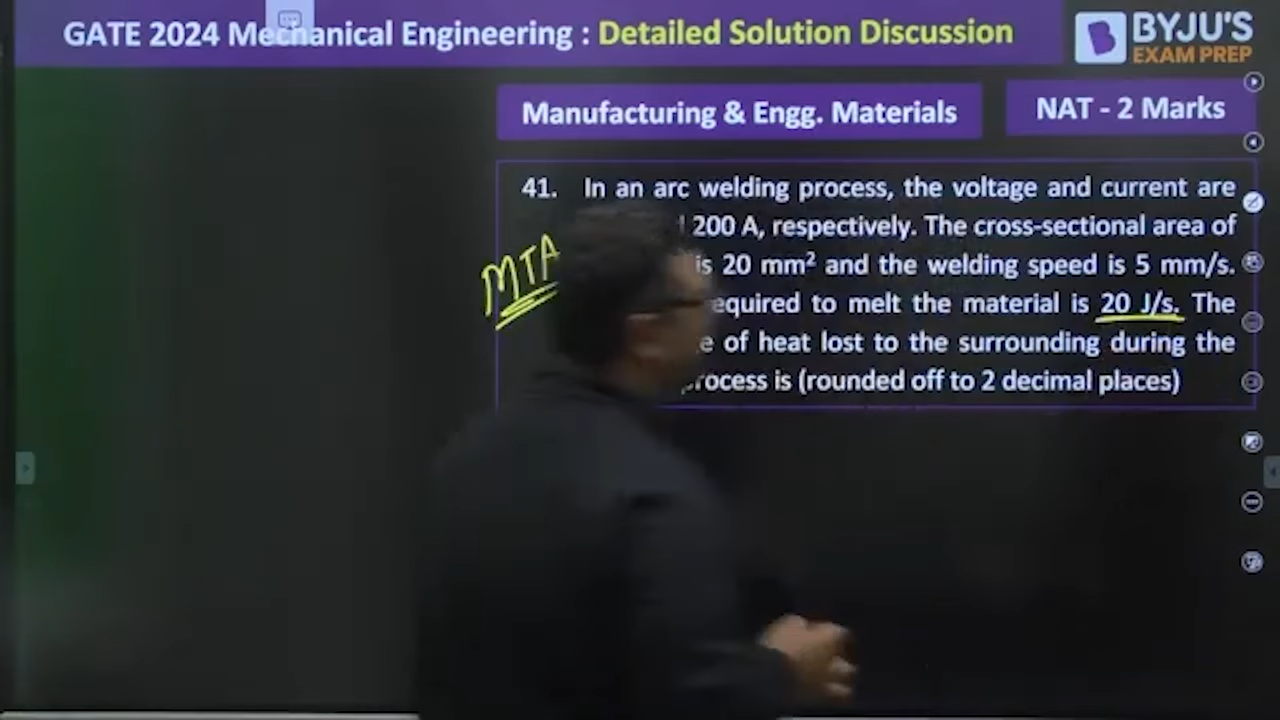 GATE 2024 Mechanical Engineering : Detailed Solution Discussion
BYJU'S
EXAM PREP
Manufacturing & Engg. Materials
NAT - 2 Marks
41. In an arc welding process, the voltage and current are
200 A, respectively. The cross-sectional area of
is 20 mm² and the welding speed is 5 mm/s.
MTA
to melt the material is 20 J/s. The
of heat lost to the surrounding during the
is (rounded off to 2 decimal places)